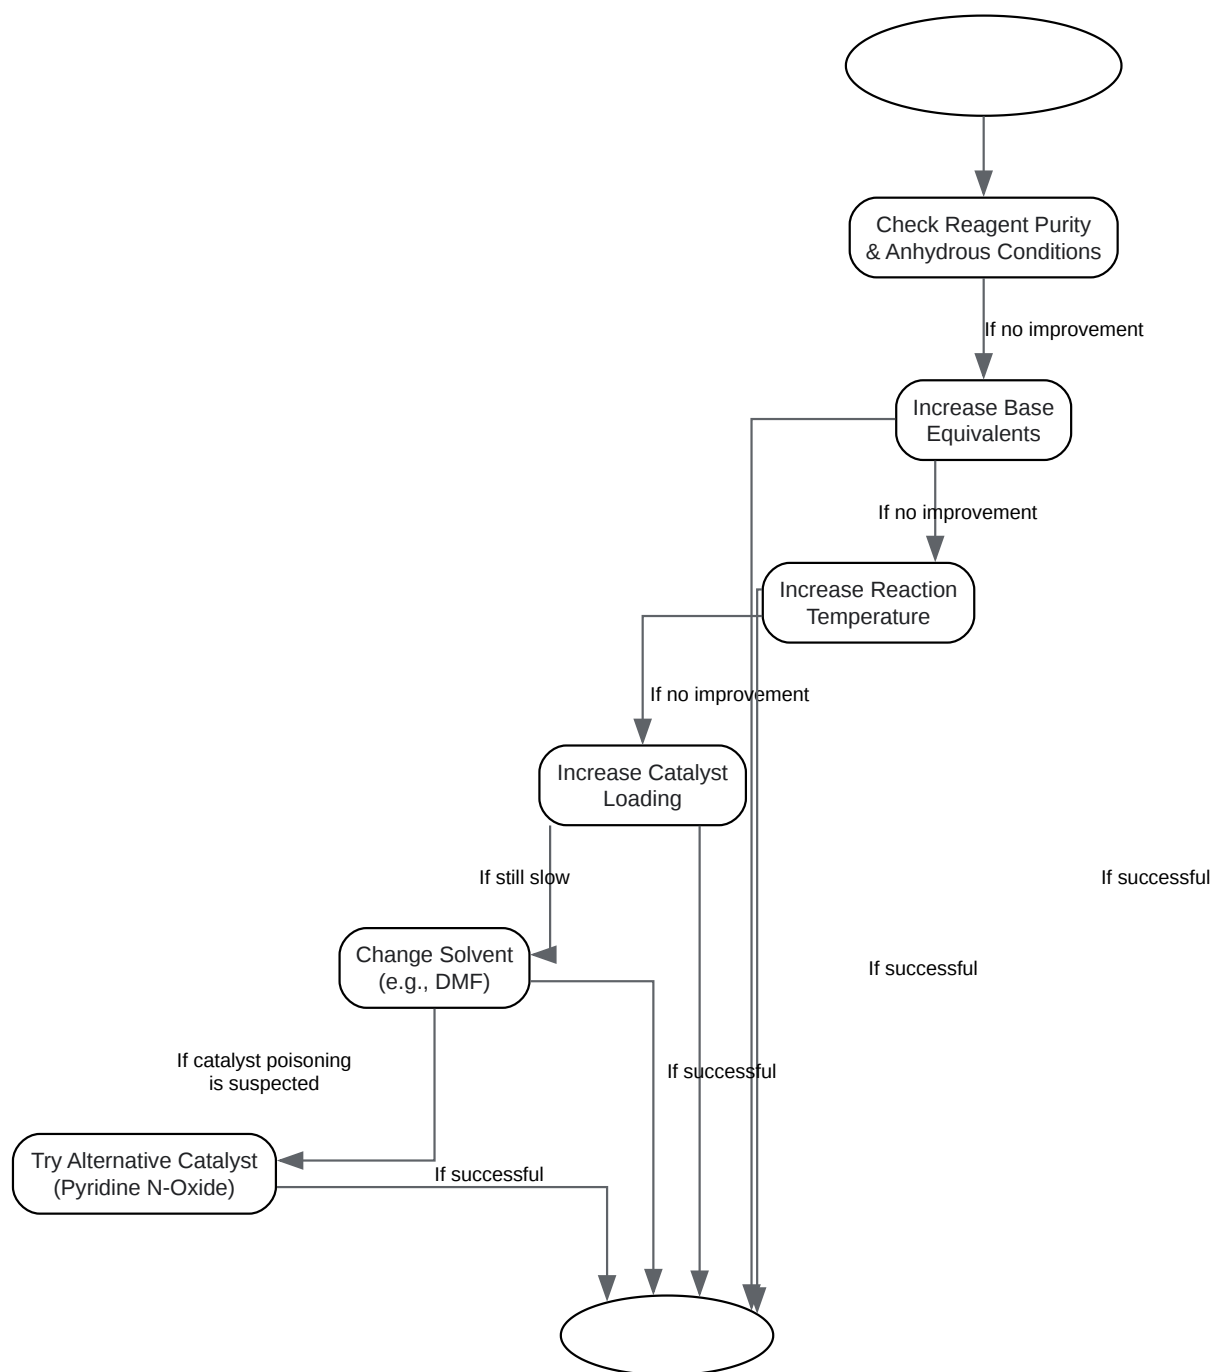 Check Reagent Purity
& Anhydrous Conditions
If no improvement
Increase Base
Equivalents
If no improvement
Increase Reaction
Temperature
If no improvement
Increase Catalyst
Loading
If still slow
If successful
Change Solvent
(e.g., DMF)
If successful
If catalyst poisoning
is suspected
If successful
Try Alternative Catalyst
(Pyridine N-Oxide)
If successful